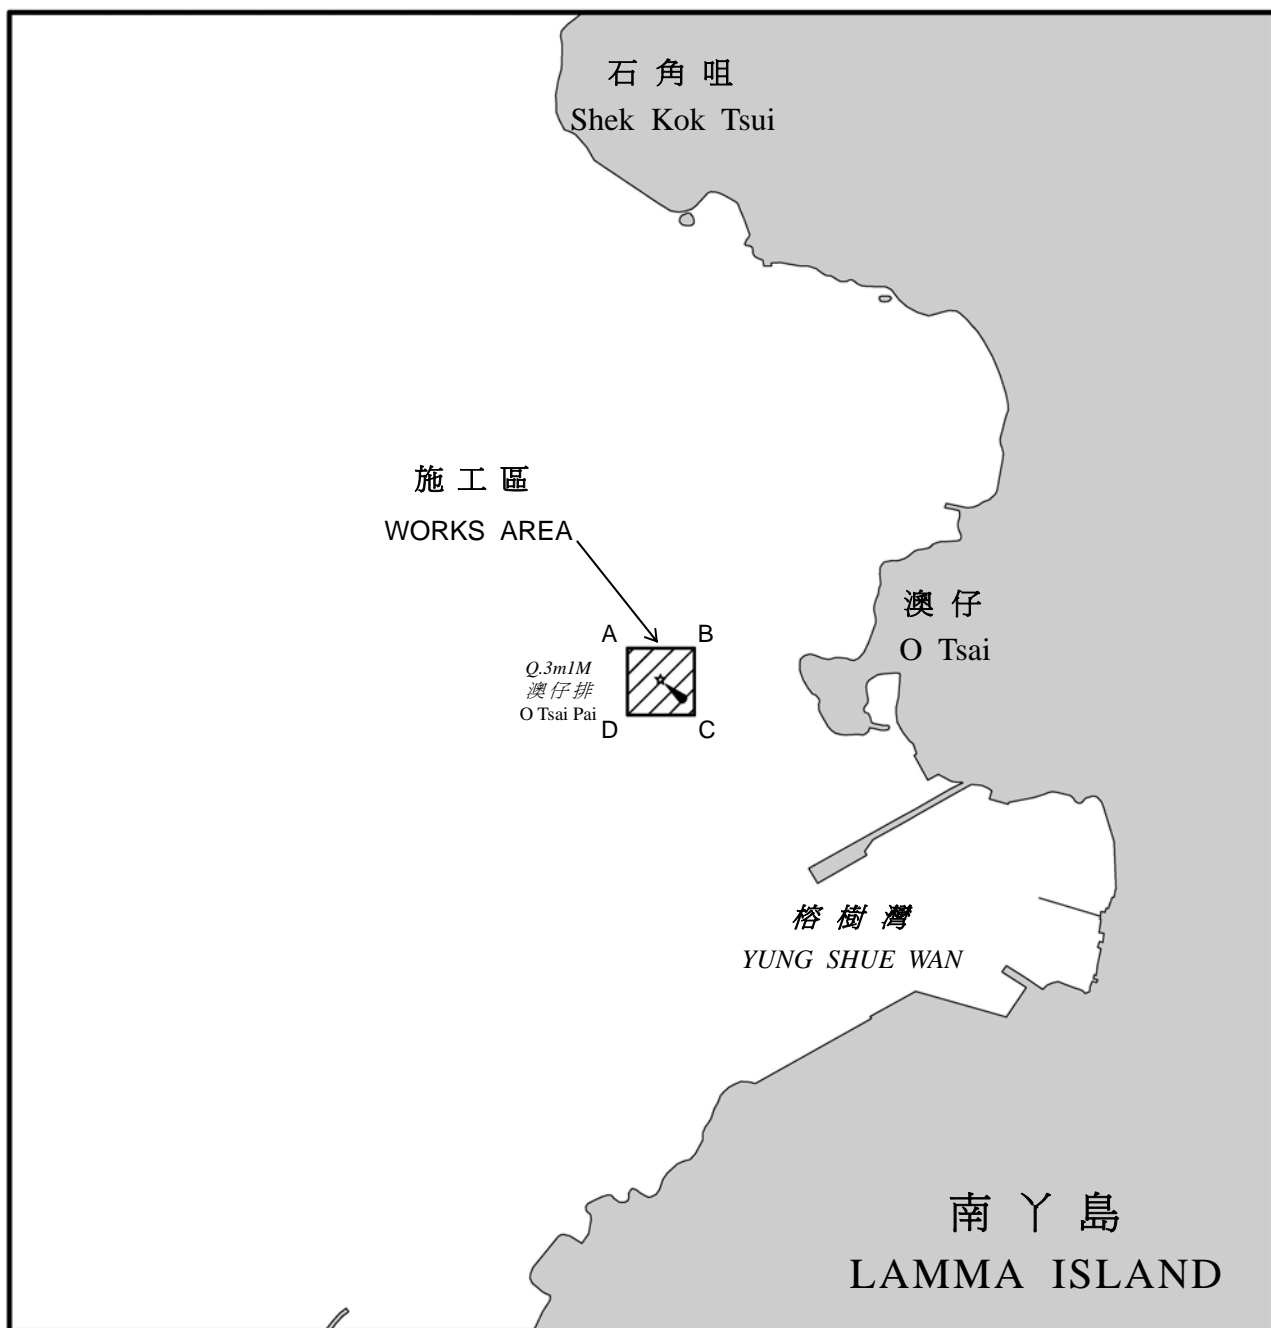 石角咀
Shek Kok Tsui
施工區
WORKS AREA
澳仔
O Tsai
A
B
Q.3m1M
澳仔排
O Tsai Pai
D
C
榕樹灣
YUNG SHUE WAN
南丫島
LAMMA ISLAND